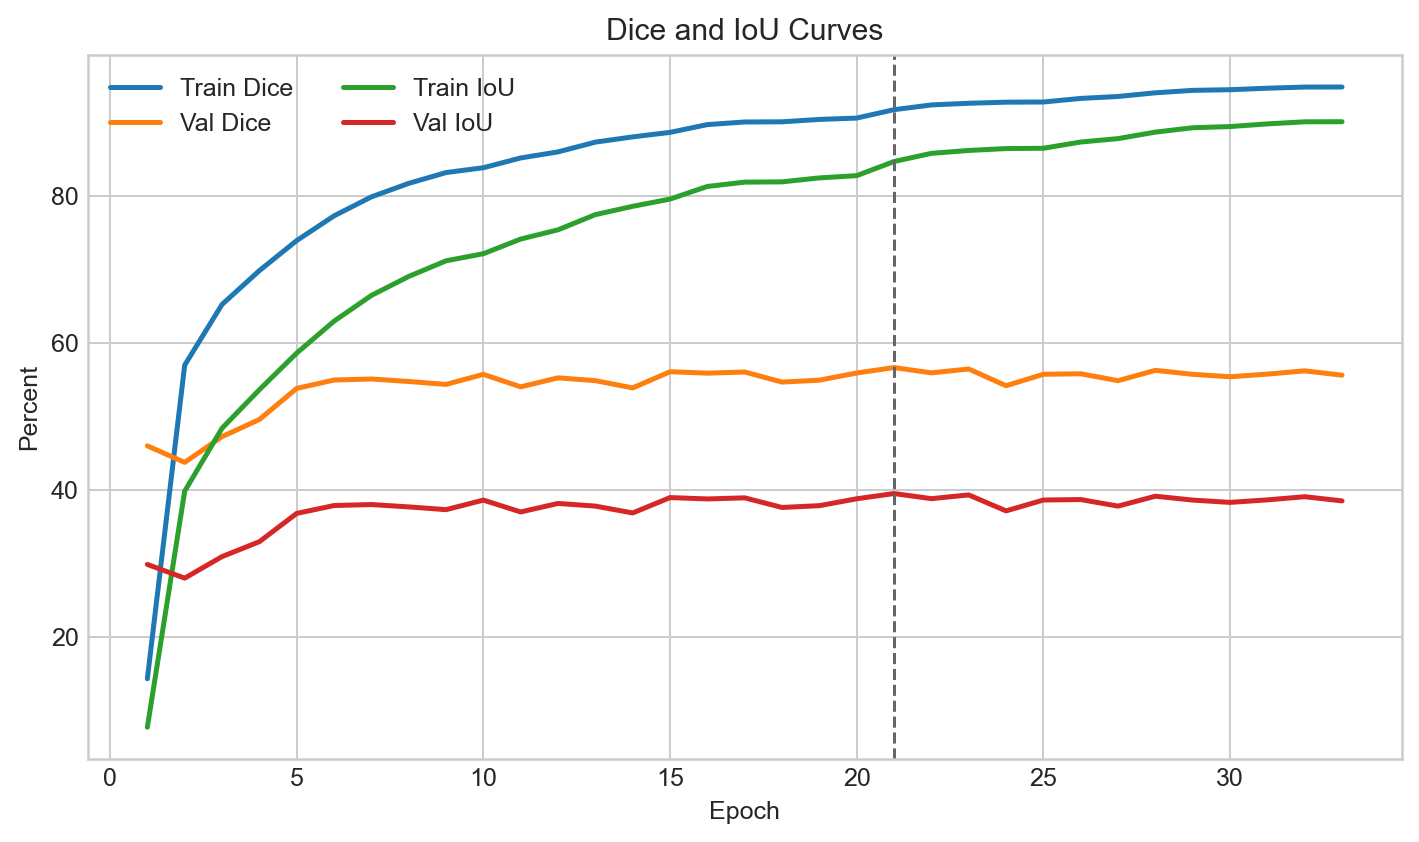 Dice and IoU Curves
Train Dice
Val Dice
Train IoU
Val IoU
Percent
80
60
40
20
0 5 10 15 20 25 30
Epoch